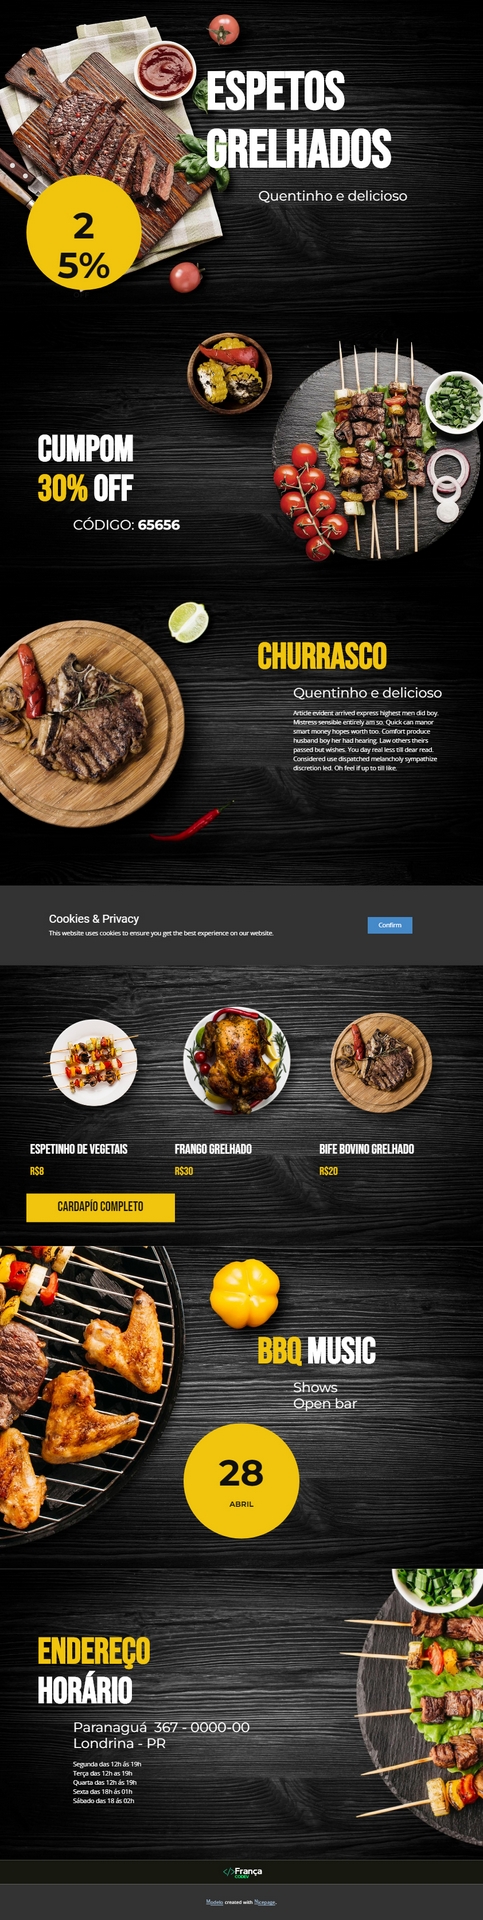 ESPETOS
GRELHADOS
Quentinho e delicioso
2
5%
CUMPOM
30% OFF
CÓDIGO: 65656
CHURRASCO
Quentinho e delicioso
Article evident arrived express highest men did boy.
Mistress sensible entirely am so. Quick can manor
smart money hopes worth too. Comfort produce
husband boy her had hearing. Law others theirs
passed but wishes. You day real less till dear read.
Considered use dispatched melancholy sympathize
discretion led. Oh feel if up to till like.
Cookies & Privacy
This website uses cookies to ensure you get the best experience on our website.
Confirm
ESPETINHO DE VEGETAIS
R$8
FRANGO GRELHADO
R$30
BIFE BOVINO GRELHADO
R$20
CARDAPÍO COMPLETO
BBQ MUSIC
Shows
Open bar
28
ABRIL
ENDEREÇO
HORÁRIO
Paranaguá 367 - 0000-00
Londrina - PR
Segunda das 12h ás 19h
Terça das 12h as 19h
Quarta das 12h ás 19h
Sexta das 18h ás 01h
Sábado das 18 ás 02h
</>França
CODEV
Modelo created with Nicepage.